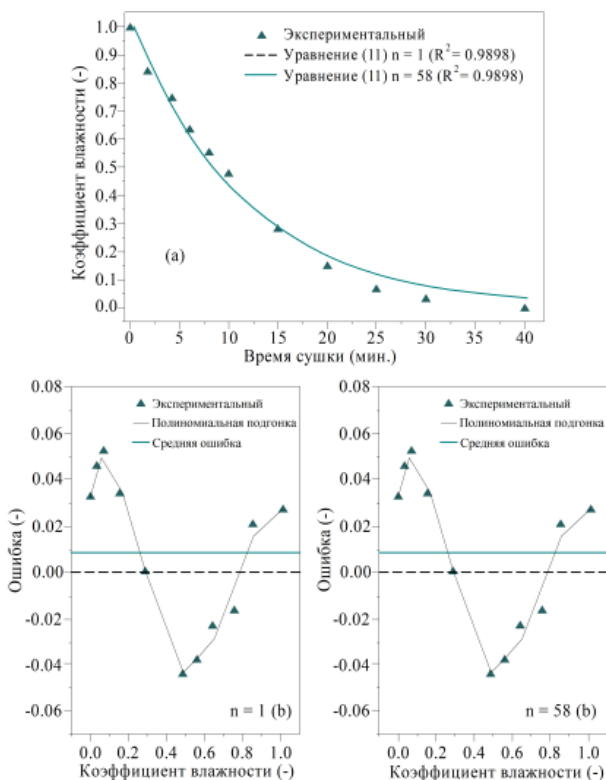 1.0
0.9
0.8
0.7
0.6
0.5
0.4
0.3
0.2
0.1
0.0
Коэффициент влажности (-)
Экспериментальный
Уравнение (11) n = 1 (R² = 0.9898)
Уравнение (11) n = 58 (R² = 0.9898)
(a)
0 5 10 15 20 25 30 35 40
Время сушки (мин.)
0.08
0.06
0.04
0.02
0.00
-0.02
-0.04
-0.06
Ошибка (-)
Экспериментальный
Полиномиальная подгонка
Средняя ошибка
n = 1 (b)
0.0 0.2 0.4 0.6 0.8 1.0
Коэффициент влажности (-)
0.08
0.06
0.04
0.02
0.00
-0.02
-0.04
-0.06
Ошибка (-)
Экспериментальный
Полиномиальная подгонка
Средняя ошибка
n = 58 (b)
0.0 0.2 0.4 0.6 0.8 1.0
Коэффициент влажности (-)